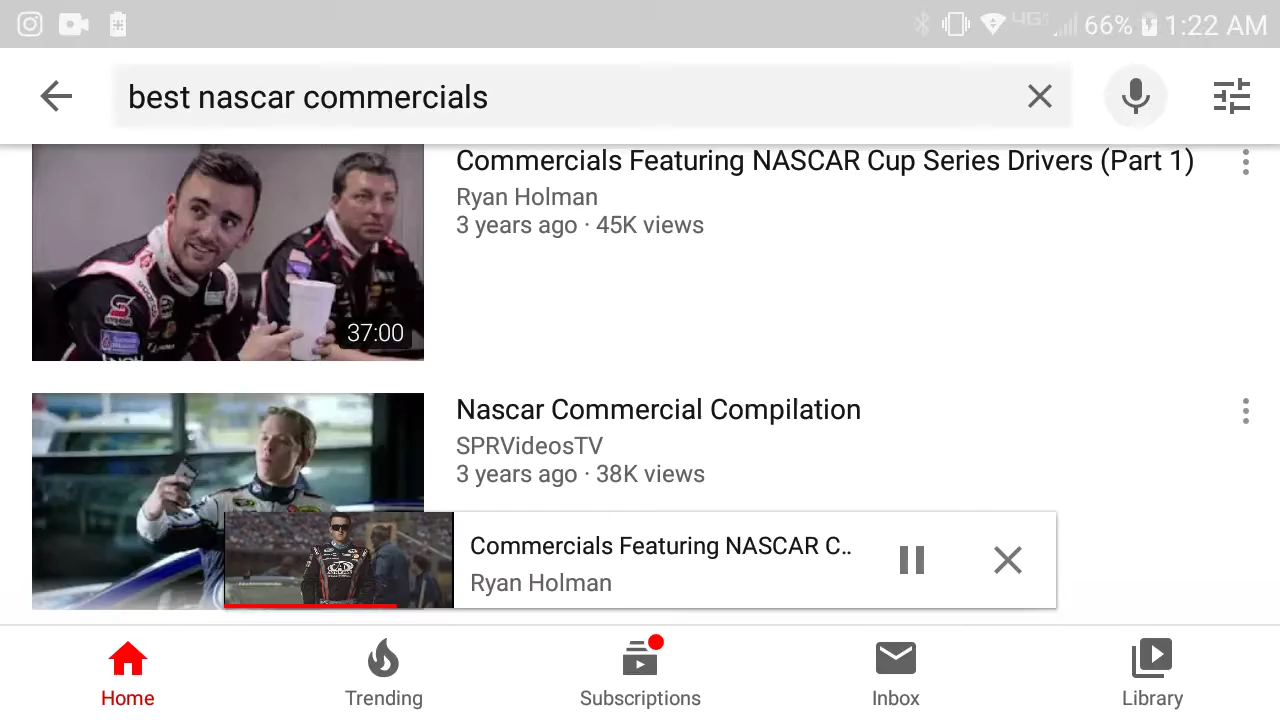 4G 66% 1:22 AM
best nascar commercials
Commercials Featuring NASCAR Cup Series Drivers (Part 1)
Ryan Holman
3 years ago · 45K views
37:00
Nascar Commercial Compilation
SPRVideosTV
3 years ago · 38K views
Commercials Featuring NASCAR C..
Ryan Holman
Home
Trending
Subscriptions
Inbox
Library